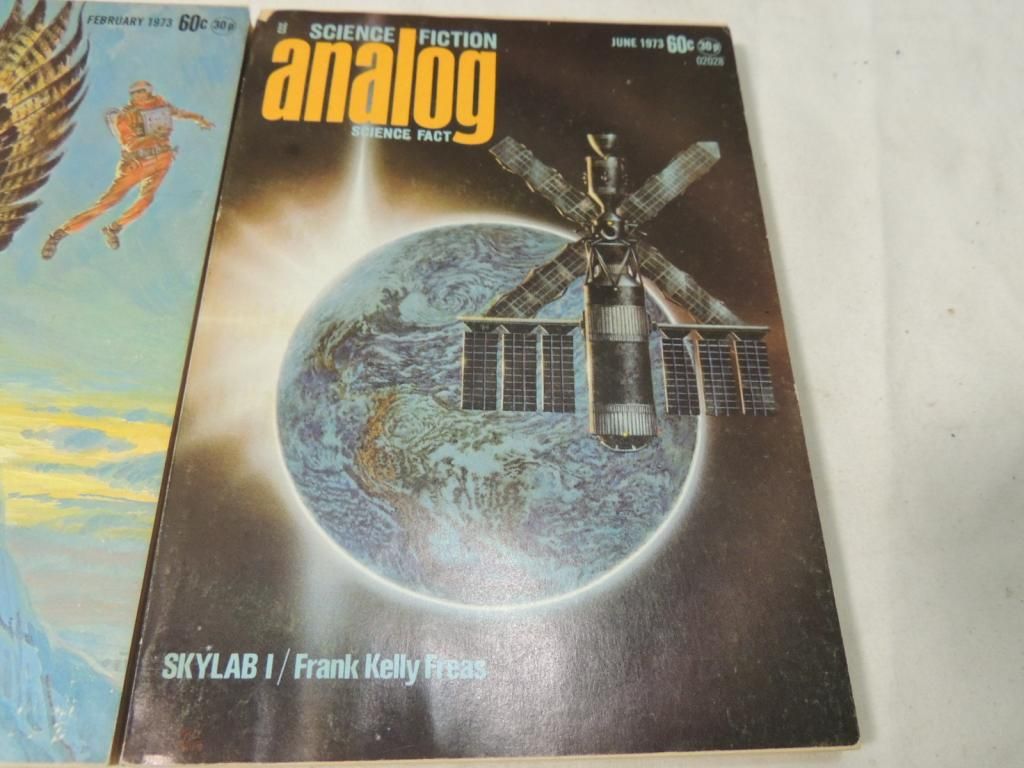 FEBRUARY 1973 60c 30p
SCIENCE FICTION
analog
SCIENCE FACT
JUNE 1973 60c 30p
02028
SKYLAB I / Frank Kelly Freas